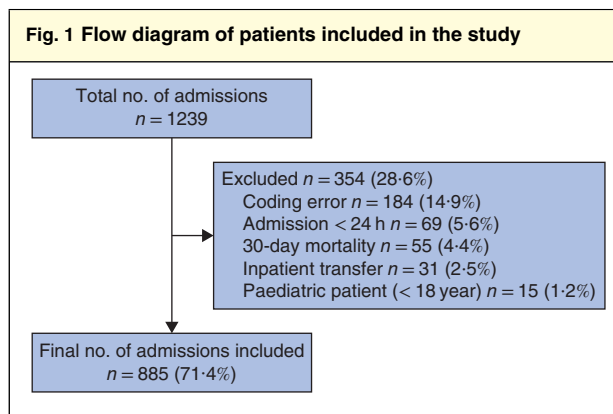 Fig. 1 Flow diagram of patients included in the study
Total no. of admissions
n = 1239
Excluded n = 354 (28·6%)
Coding error n = 184 (14·9%)
Admission < 24 h n = 69 (5·6%)
30-day mortality n = 55 (4·4%)
Inpatient transfer n = 31 (2·5%)
Paediatric patient (< 18 year) n = 15 (1·2%)
Final no. of admissions included
n = 885 (71·4%)